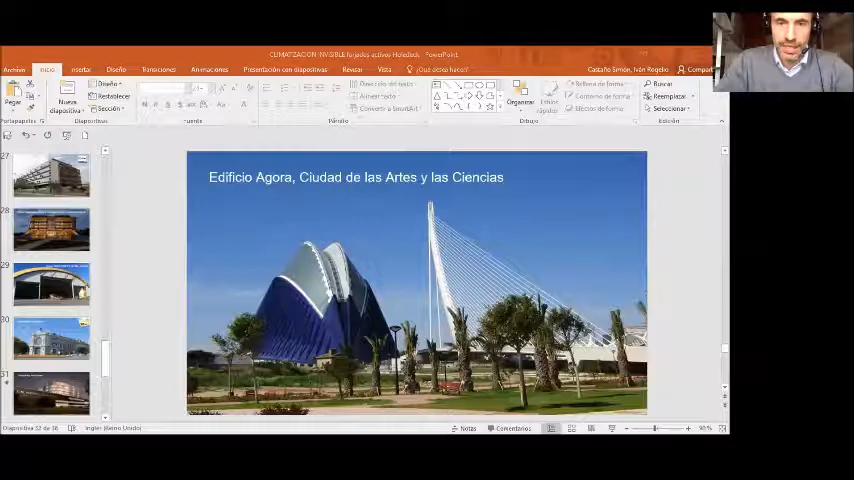 CLIMATIZACION INVISIBLE forjados activos Holedeck - PowerPoint
Archivo Inicio Insertar Diseño Transiciones Animaciones Presentación con diapositivas Revisar Vista ¿Qué desea hacer? Castaño Simón, Iván Rogelio Compart
Pegar
Nueva
diapositiva
Diseño
Restablecer
Sección
Dirección del texto
Alinear texto
Convertir a SmartArt
Organizar
Estilos
rápidos
Relleno de forma
Contorno de forma
Efectos de forma
Buscar
Reemplazar
Seleccionar
Portapapeles Diapositivas Fuente Párrafo Dibujo Edición
27
28
29
30
31
Edificio Agora, Ciudad de las Artes y las Ciencias
Diapositiva 32 de 36 Inglés (Reino Unido) Notas Comentarios 90 %